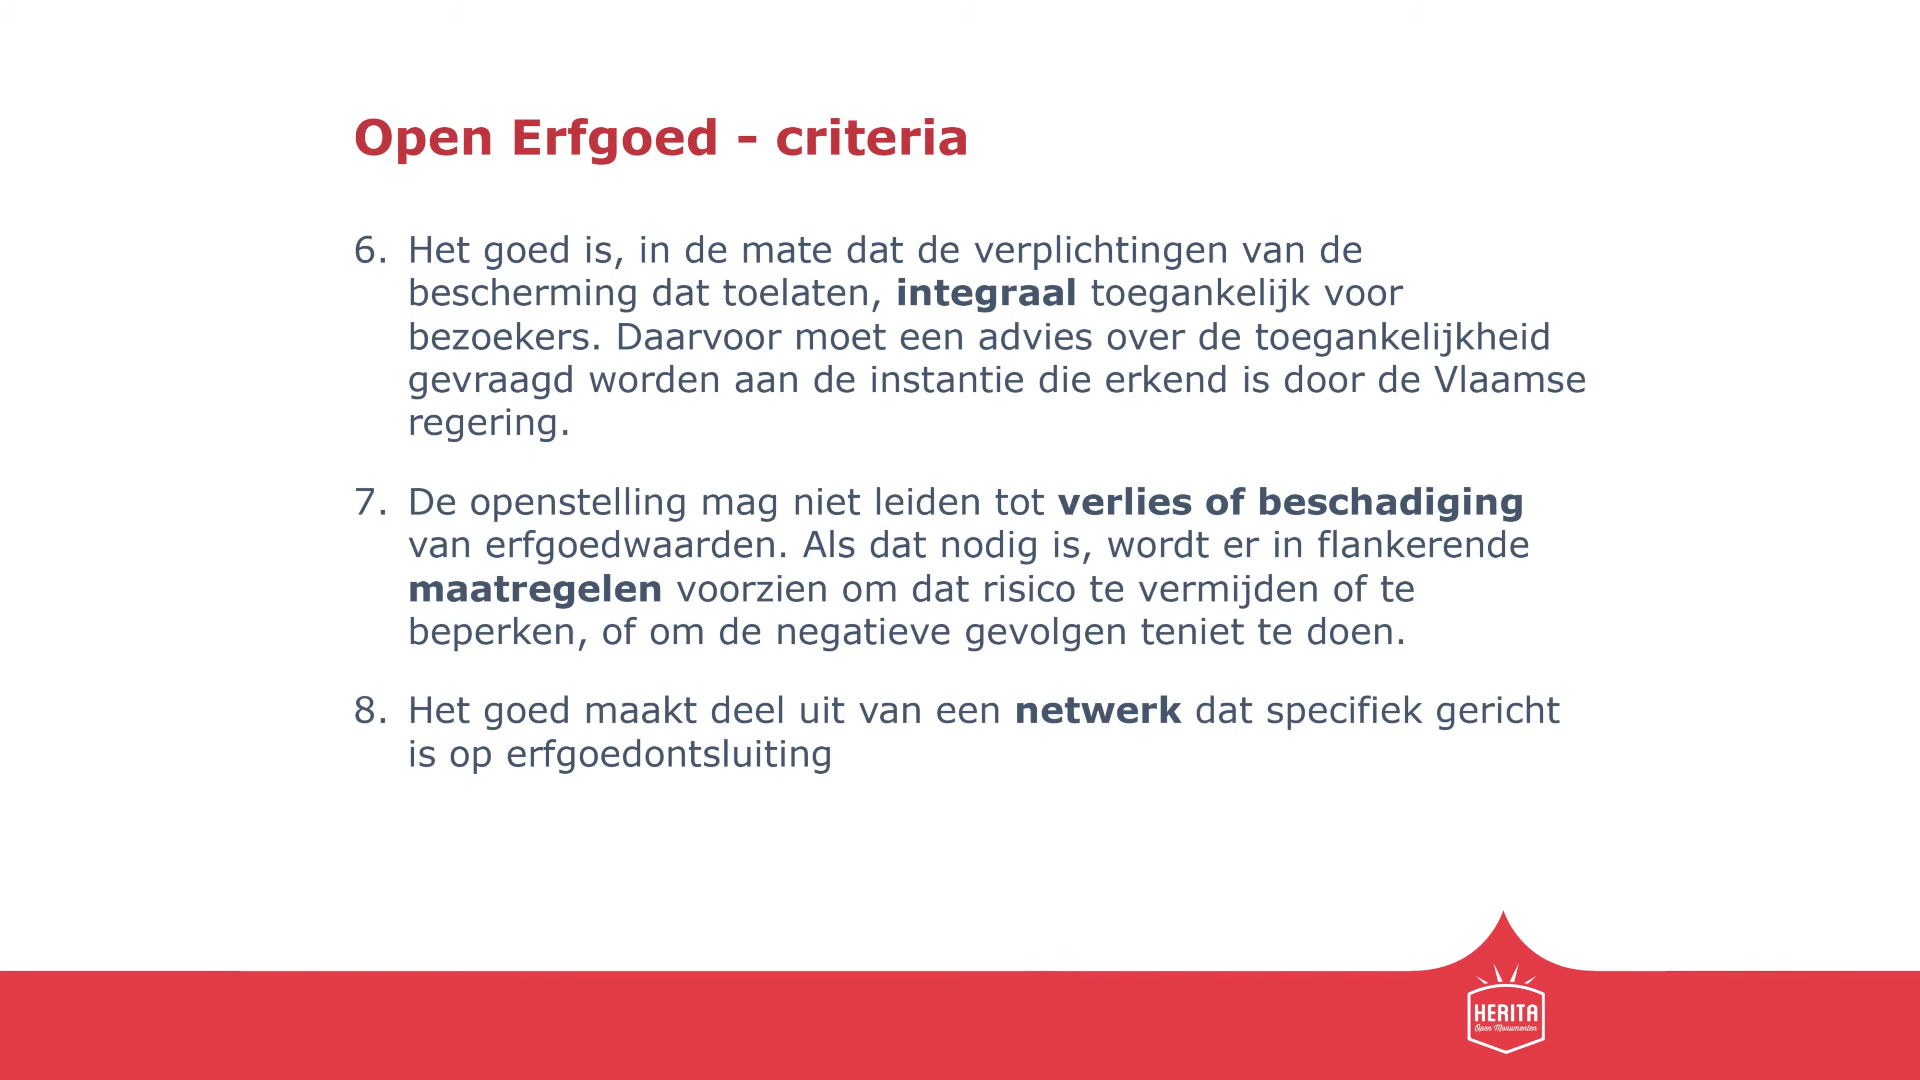 Open Erfgoed - criteria
6. Het goed is, in de mate dat de verplichtingen van de
bescherming dat toelaten, integraal toegankelijk voor
bezoekers. Daarvoor moet een advies over de toegankelijkheid
gevraagd worden aan de instantie die erkend is door de Vlaamse
regering.
7. De openstelling mag niet leiden tot verlies of beschadiging
van erfgoedwaarden. Als dat nodig is, wordt er in flankerende
maatregelen voorzien om dat risico te vermijden of te
beperken, of om de negatieve gevolgen teniet te doen.
8. Het goed maakt deel uit van een netwerk dat specifiek gericht
is op erfgoedontsluiting
HERITA
Open Monumenten